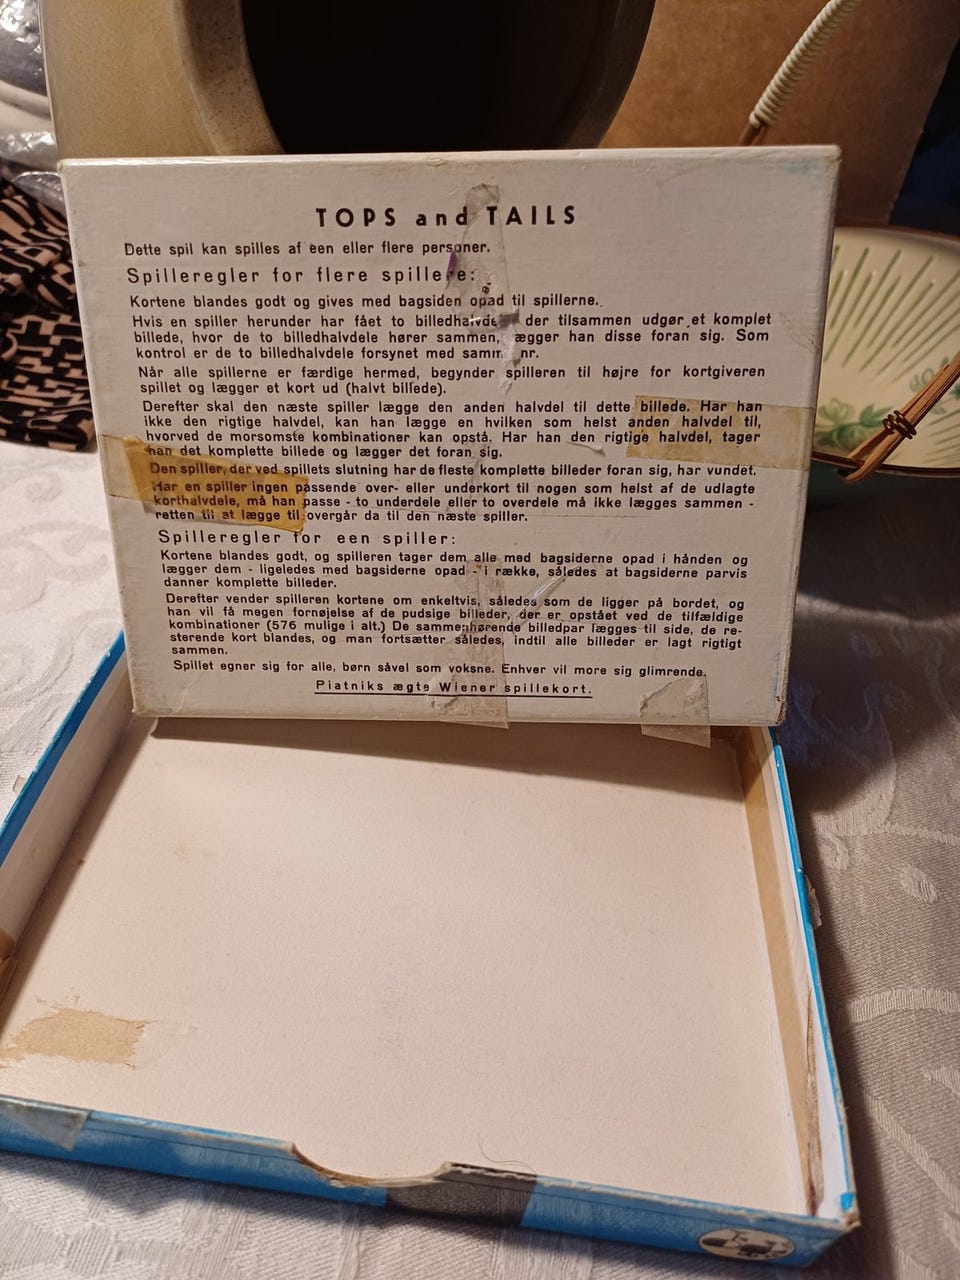 TOPS and TAILS
Dette spil kan spilles af een eller flere personer.
Spilleregler for flere spillere:
Kortene blandes godt og gives med bagsiden opad til spillerne.
Hvis en spiller herunder har fået to billedhalvde der tilsammen udgør et komplet
billede, hvor de to billedhalvdele hører sammen, lægger han disse foran sig. Som
kontrol er de to billedhalvdele forsynet med samm nr.
Når alle spillerne er færdige hermed, begynder spilleren til højre for kortgiveren
spillet og lægger et kort ud (halvt billede).
Derefter skal den næste spiller lægge den anden halvdel til dette billede. Har han
ikke den rigtige halvdel, kan han lægge en hvilken som helst anden halvdel til,
hvorved de morsomste kombinationer kan opstå. Har han den rigtige halvdel, tager
han det komplette billede og lægger det foran sig.
Den spiller, der ved spillets slutning har de fleste komplette billeder foran sig, har vundet.
Har en spiller ingen passende over- eller underkort til nogen som helst af de udlagte
korthalvdele, må han passe - to underdele eller to overdele må ikke lægges sammen -
retten til at lægge til overgår da til den næste spiller.
Spilleregler for een spiller:
Kortene blandes godt, og spilleren tager dem alle med bagsiderne opad i hånden og
lægger dem - ligeledes med bagsiderne opad - i række, således at bagsiderne parvis
danner komplette billeder.
Derefter vender spilleren kortene om enkeltvis, således som de ligger på bordet, og
han vil få megen fornøjelse af de pudsige billeder, der er opstået ved de tilfældige
kombinationer (576 mulige i alt.) De sammenhørende billedpar lægges til side, de re-
sterende kort blandes, og man fortsætter således, indtil alle billeder er lagt rigtigt
sammen.
Spillet egner sig for alle, børn såvel som voksne. Enhver vil more sig glimrende.
Piatniks ægte Wiener spillekort.